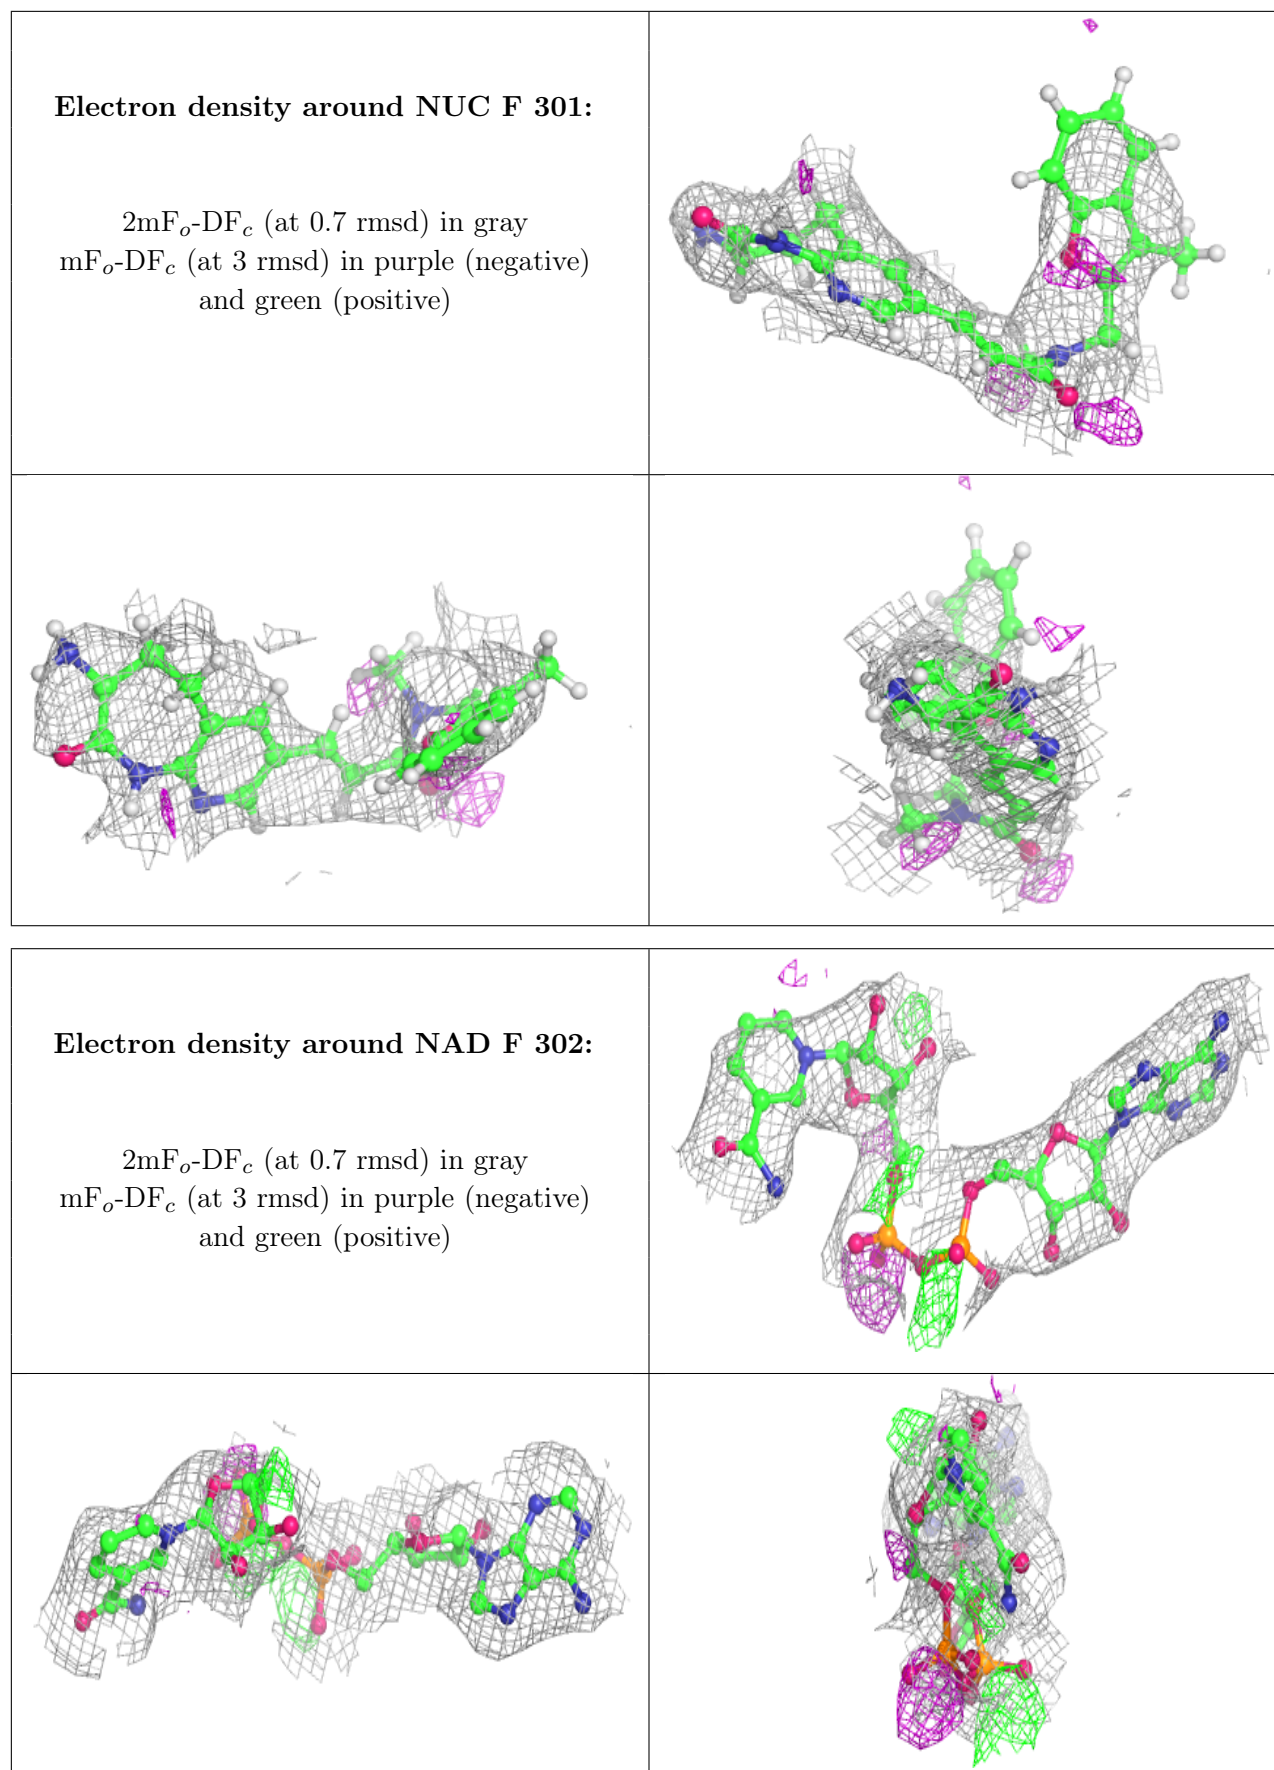 Electron density around NUC F 301:
2mFo-DFc (at 0.7 rmsd) in gray
mFo-DFc (at 3 rmsd) in purple (negative)
and green (positive)
Electron density around NAD F 302:
2mFo-DFc (at 0.7 rmsd) in gray
mFo-DFc (at 3 rmsd) in purple (negative)
and green (positive)